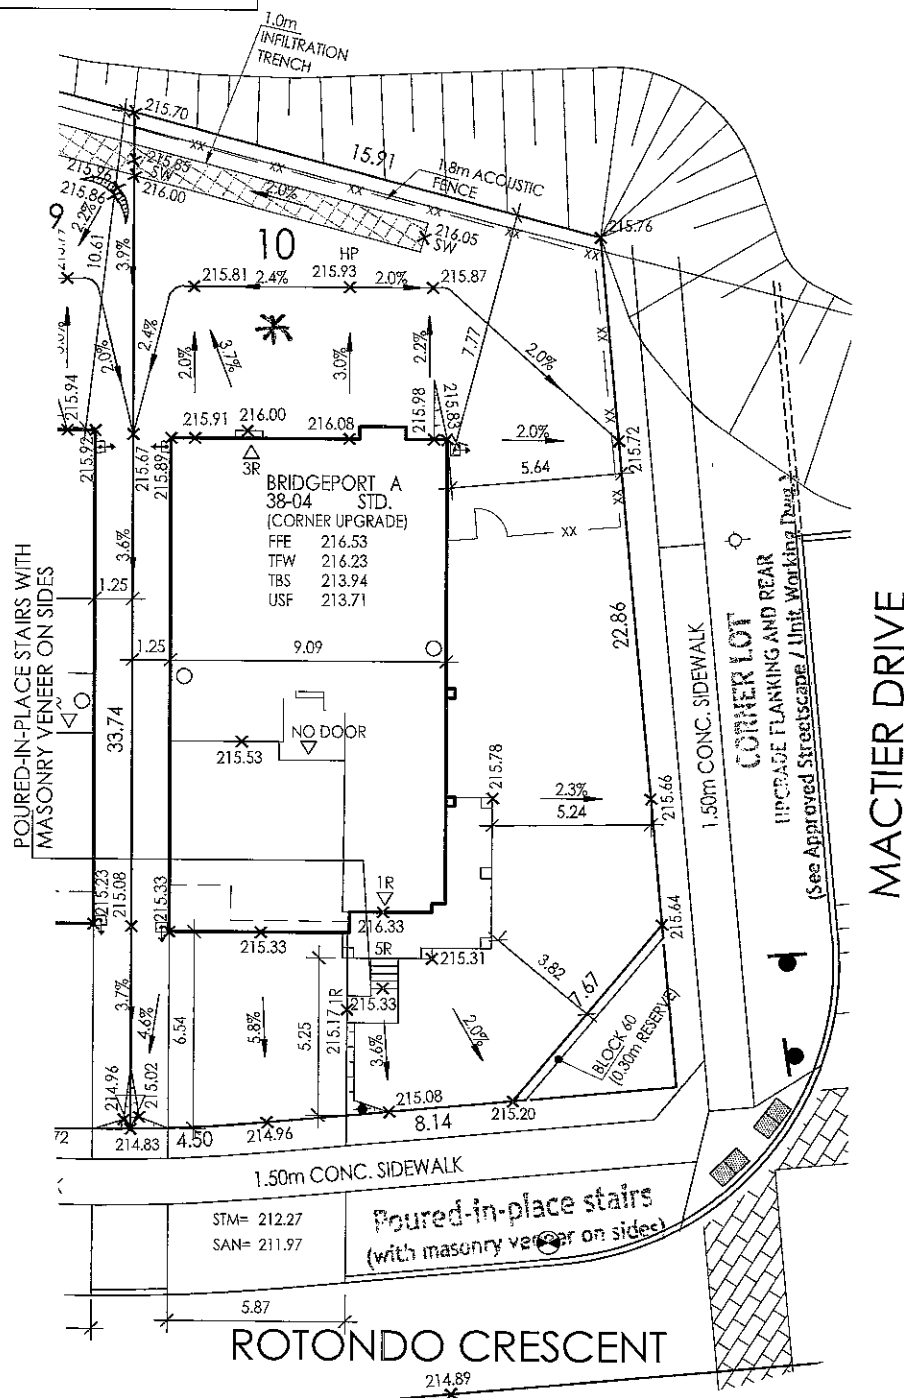 1.0m
INFILTRATION
TRENCH
215.70
15.91
1.8m ACOUSTIC
FENCE
215.85
SW
215.96
216.00
215.86
2.0%
9
2.2%
10.61
3.9%
10
216.05
SW
215.76
HP
215.81
2.4%
215.93
2.0%
215.87
2.0%
2.4%
2.0%
3.7%
3.0%
2.2%
7.77
2.0%
215.94
215.92
215.67
215.89
215.91
216.00
216.08
215.98
215.83
2.0%
215.72
3R
5.64
BRIDGEPORT A
38-04 STD.
(CORNER UPGRADE)
FFE 216.53
TFW 216.23
TBS 213.94
USF 213.71
XX
3.6%
POURED-IN-PLACE STAIRS WITH
MASONRY VENEER ON SIDES
1.25
1.25
9.09
22.86
33.74
NO DOOR
215.53
215.78
2.3%
5.24
215.66
1.50m CONC. SIDEWALK
CORNER LOT
UPGRADE FLANKING AND REAR
(See Approved Streetscape / Unit Working Dwg.)
MACTIER DRIVE
215.23
215.08
215.33
1R
216.33
215.33
5R
215.31
215.64
3.82
7.67
3.7%
4.6%
6.54
5.8%
5.25
215.17
1R
215.33
3.6%
2.0%
BLOCK 60
(0.30m RESERVE)
214.96
215.02
215.08
215.20
72
214.83
4.50
214.96
8.14
1.50m CONC. SIDEWALK
STM= 212.27
SAN= 211.97
Poured-in-place stairs
(with masonry veneer on sides)
5.87
ROTONDO CRESCENT
214.89